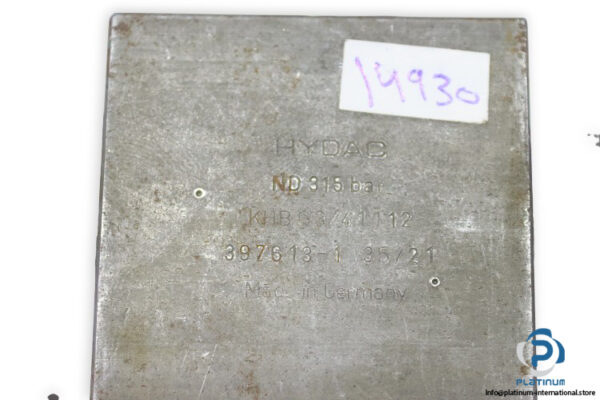 14930
HYDAC
ND 315 bar
KHB G3/4 1112
397613-1 35/21
Made in Germany
PLATINUM
info@platinum-international.store